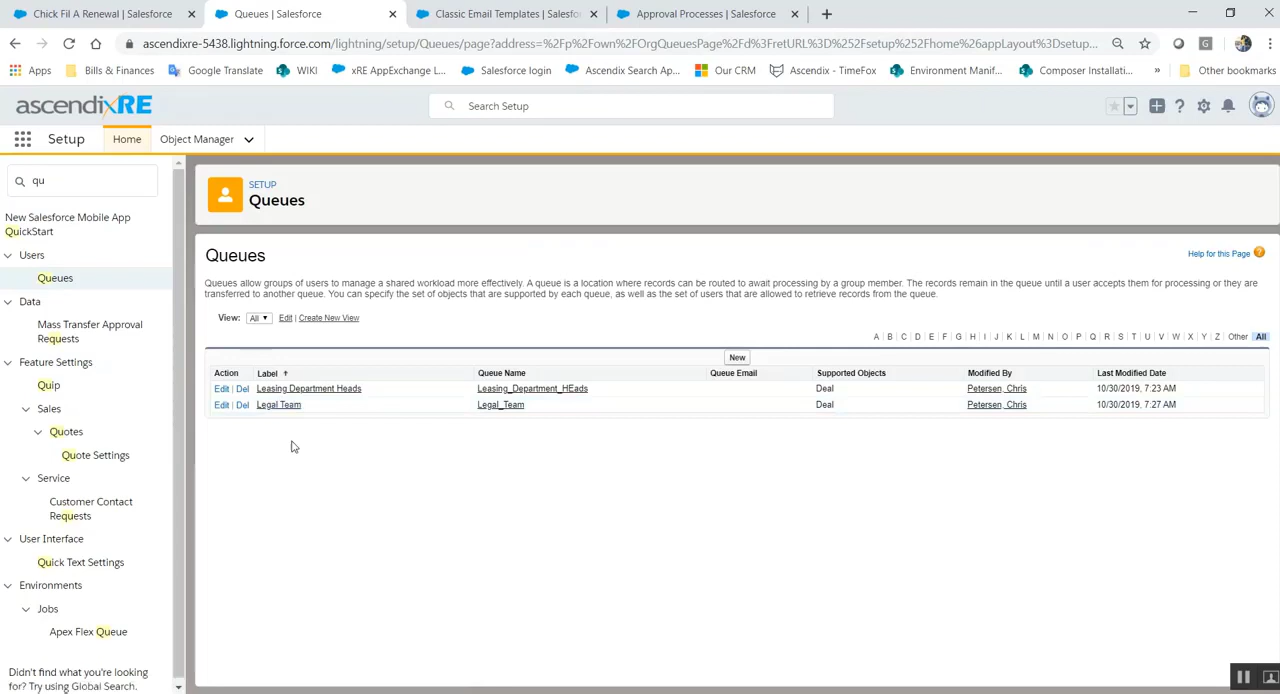 Chick Fil A Renewal | Salesforce
Queues | Salesforce
Classic Email Templates | Salesfo
Approval Processes | Salesforce
ascendixre-5438.lightning.force.com/lightning/setup/Queues/page?address=%2Fp%2Fown%2FOrgQueuesPage%2Fd%3FretURL%3D%252Fsetup%252Fhome%26appLayout%3Dsetup...
Apps
Bills & Finances
Google Translate
WIKI
xRE AppExchange L...
Salesforce login
Ascendix Search Ap...
Our CRM
Ascendix - TimeFox
Environment Manif...
Composer Installati...
»
Other bookmarks
ascendixRE
Search Setup
Setup
Home
Object Manager
qu
New Salesforce Mobile App
QuickStart
Users
Queues
Data
Mass Transfer Approval
Requests
Feature Settings
Quip
Sales
Quotes
Quote Settings
Service
Customer Contact
Requests
User Interface
Quick Text Settings
Environments
Jobs
Apex Flex Queue
Didn't find what you're looking
for? Try using Global Search.
SETUP
Queues
Queues
Help for this Page
Queues allow groups of users to manage a shared workload more effectively. A queue is a location where records can be routed to await processing by a group member. The records remain in the queue until a user accepts them for processing or they are
transferred to another queue. You can specify the set of objects that are supported by each queue, as well as the set of users that are allowed to retrieve records from the queue.
View: All Edit | Create New View
A | B | C | D | E | F | G | H | I | J | K | L | M | N | O | P | Q | R | S | T | U | V | W | X | Y | Z | Other | All
New
Action Label Queue Name Queue Email Supported Objects Modified By Last Modified Date
Edit | Del Leasing Department Heads Leasing_Department_HEads Deal Petersen, Chris 10/30/2019, 7:23 AM
Edit | Del Legal Team Legal_Team Deal Petersen, Chris 10/30/2019, 7:27 AM